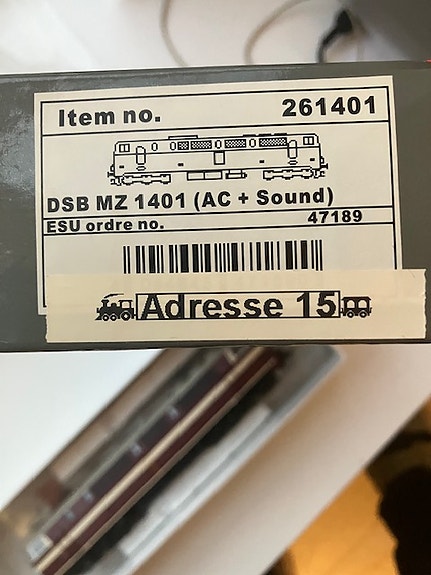 Item no. 261401
DSB MZ 1401 (AC + Sound)
ESU ordre no. 47189
Adresse 15